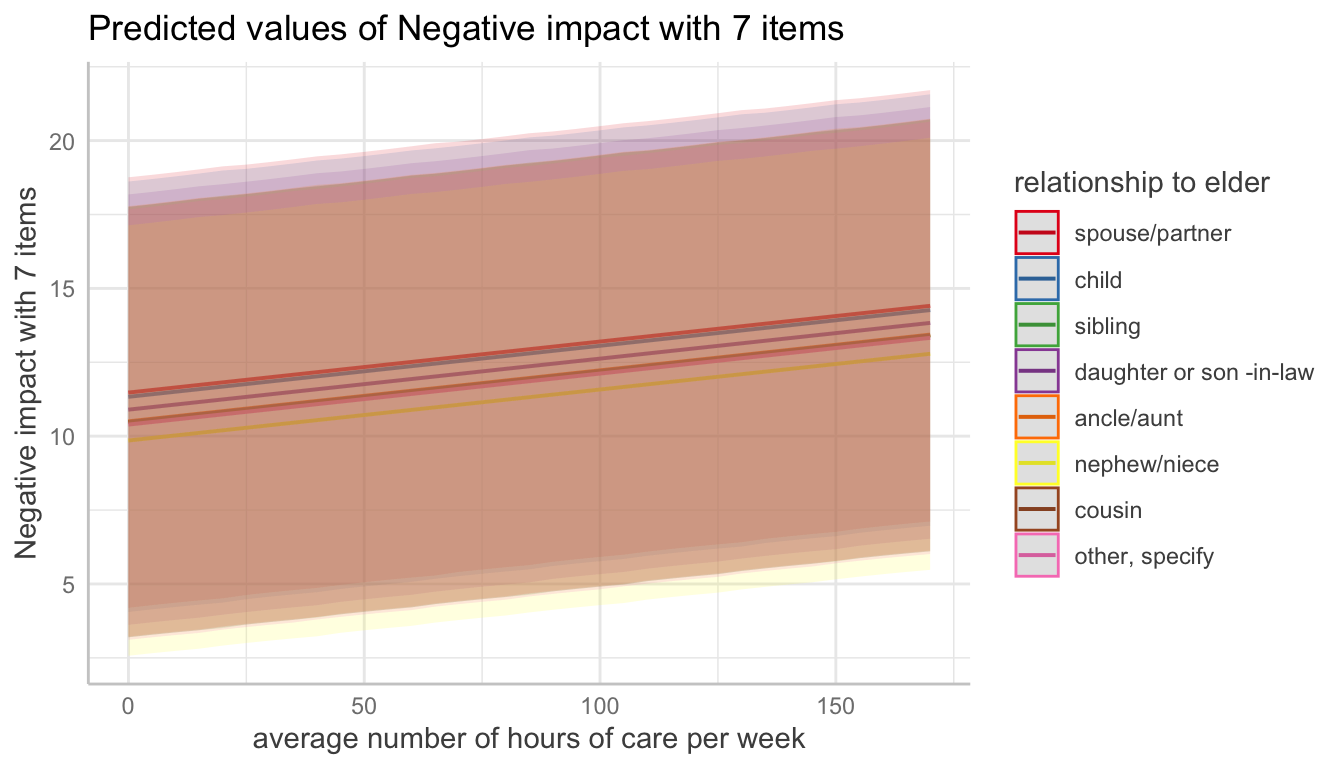 Predicted values of Negative impact with 7 items
Negative impact with 7 items
20
15
10
5
0
50
100
150
average number of hours of care per week
relationship to elder
spouse/partner
child
sibling
daughter or son -in-law
ancle/aunt
nephew/niece
cousin
other, specify